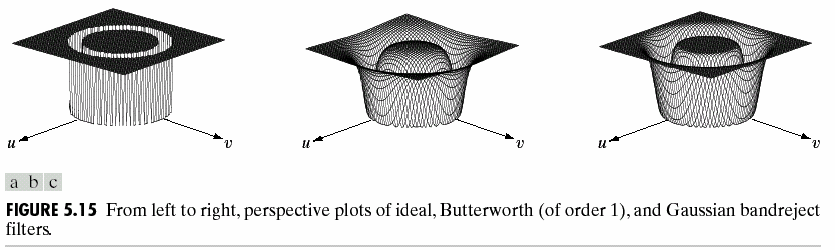 u v u v u v
a b c
FIGURE 5.15 From left to right, perspective plots of ideal, Butterworth (of order 1), and Gaussian bandreject
filters.